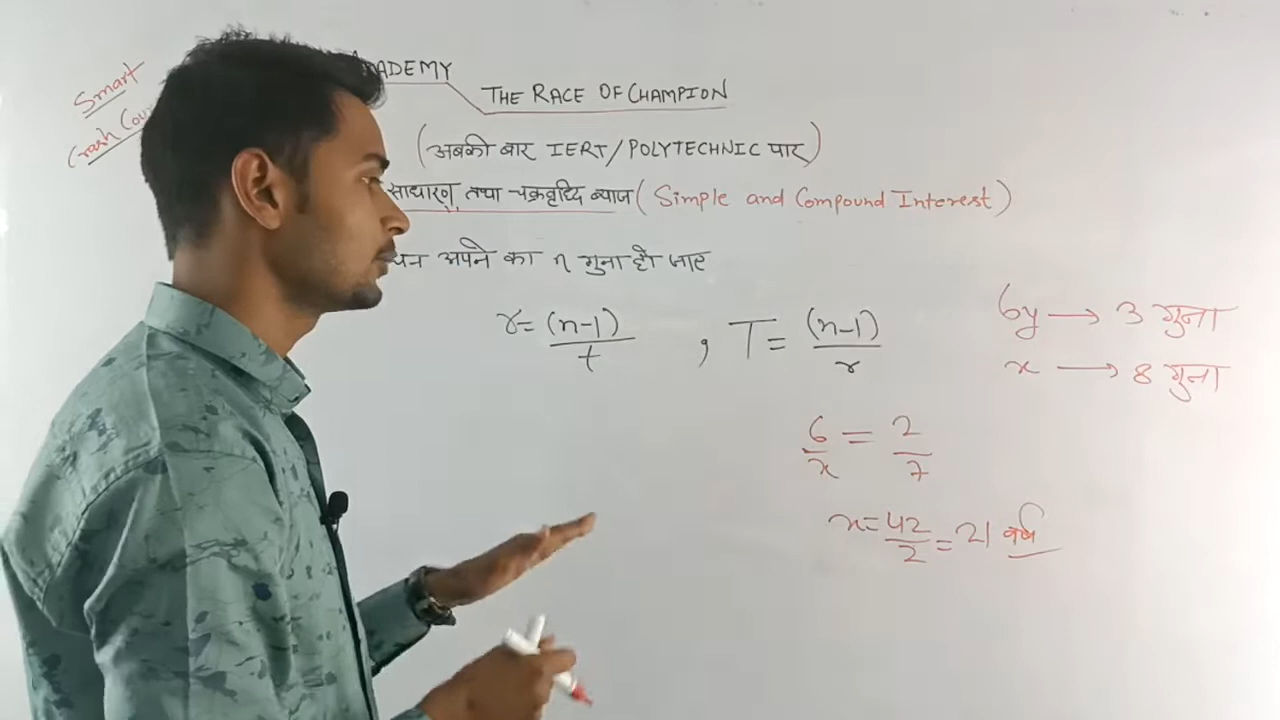 Smart
Crash
ADEMY
THE RACE OF CHAMPION
(अबकी बार IERT/POLYTECHNIC पार)
साधारण, तथा चक्रवृध्दि ब्याज (Simple and Compound Interest)
अपने का n गुना हो जाए
r= (n-1)/t , T= (n-1)/r
6y → 3 गुना
x → 8 गुना
6/x = 2/7
x= 42/2 = 21 वर्ष